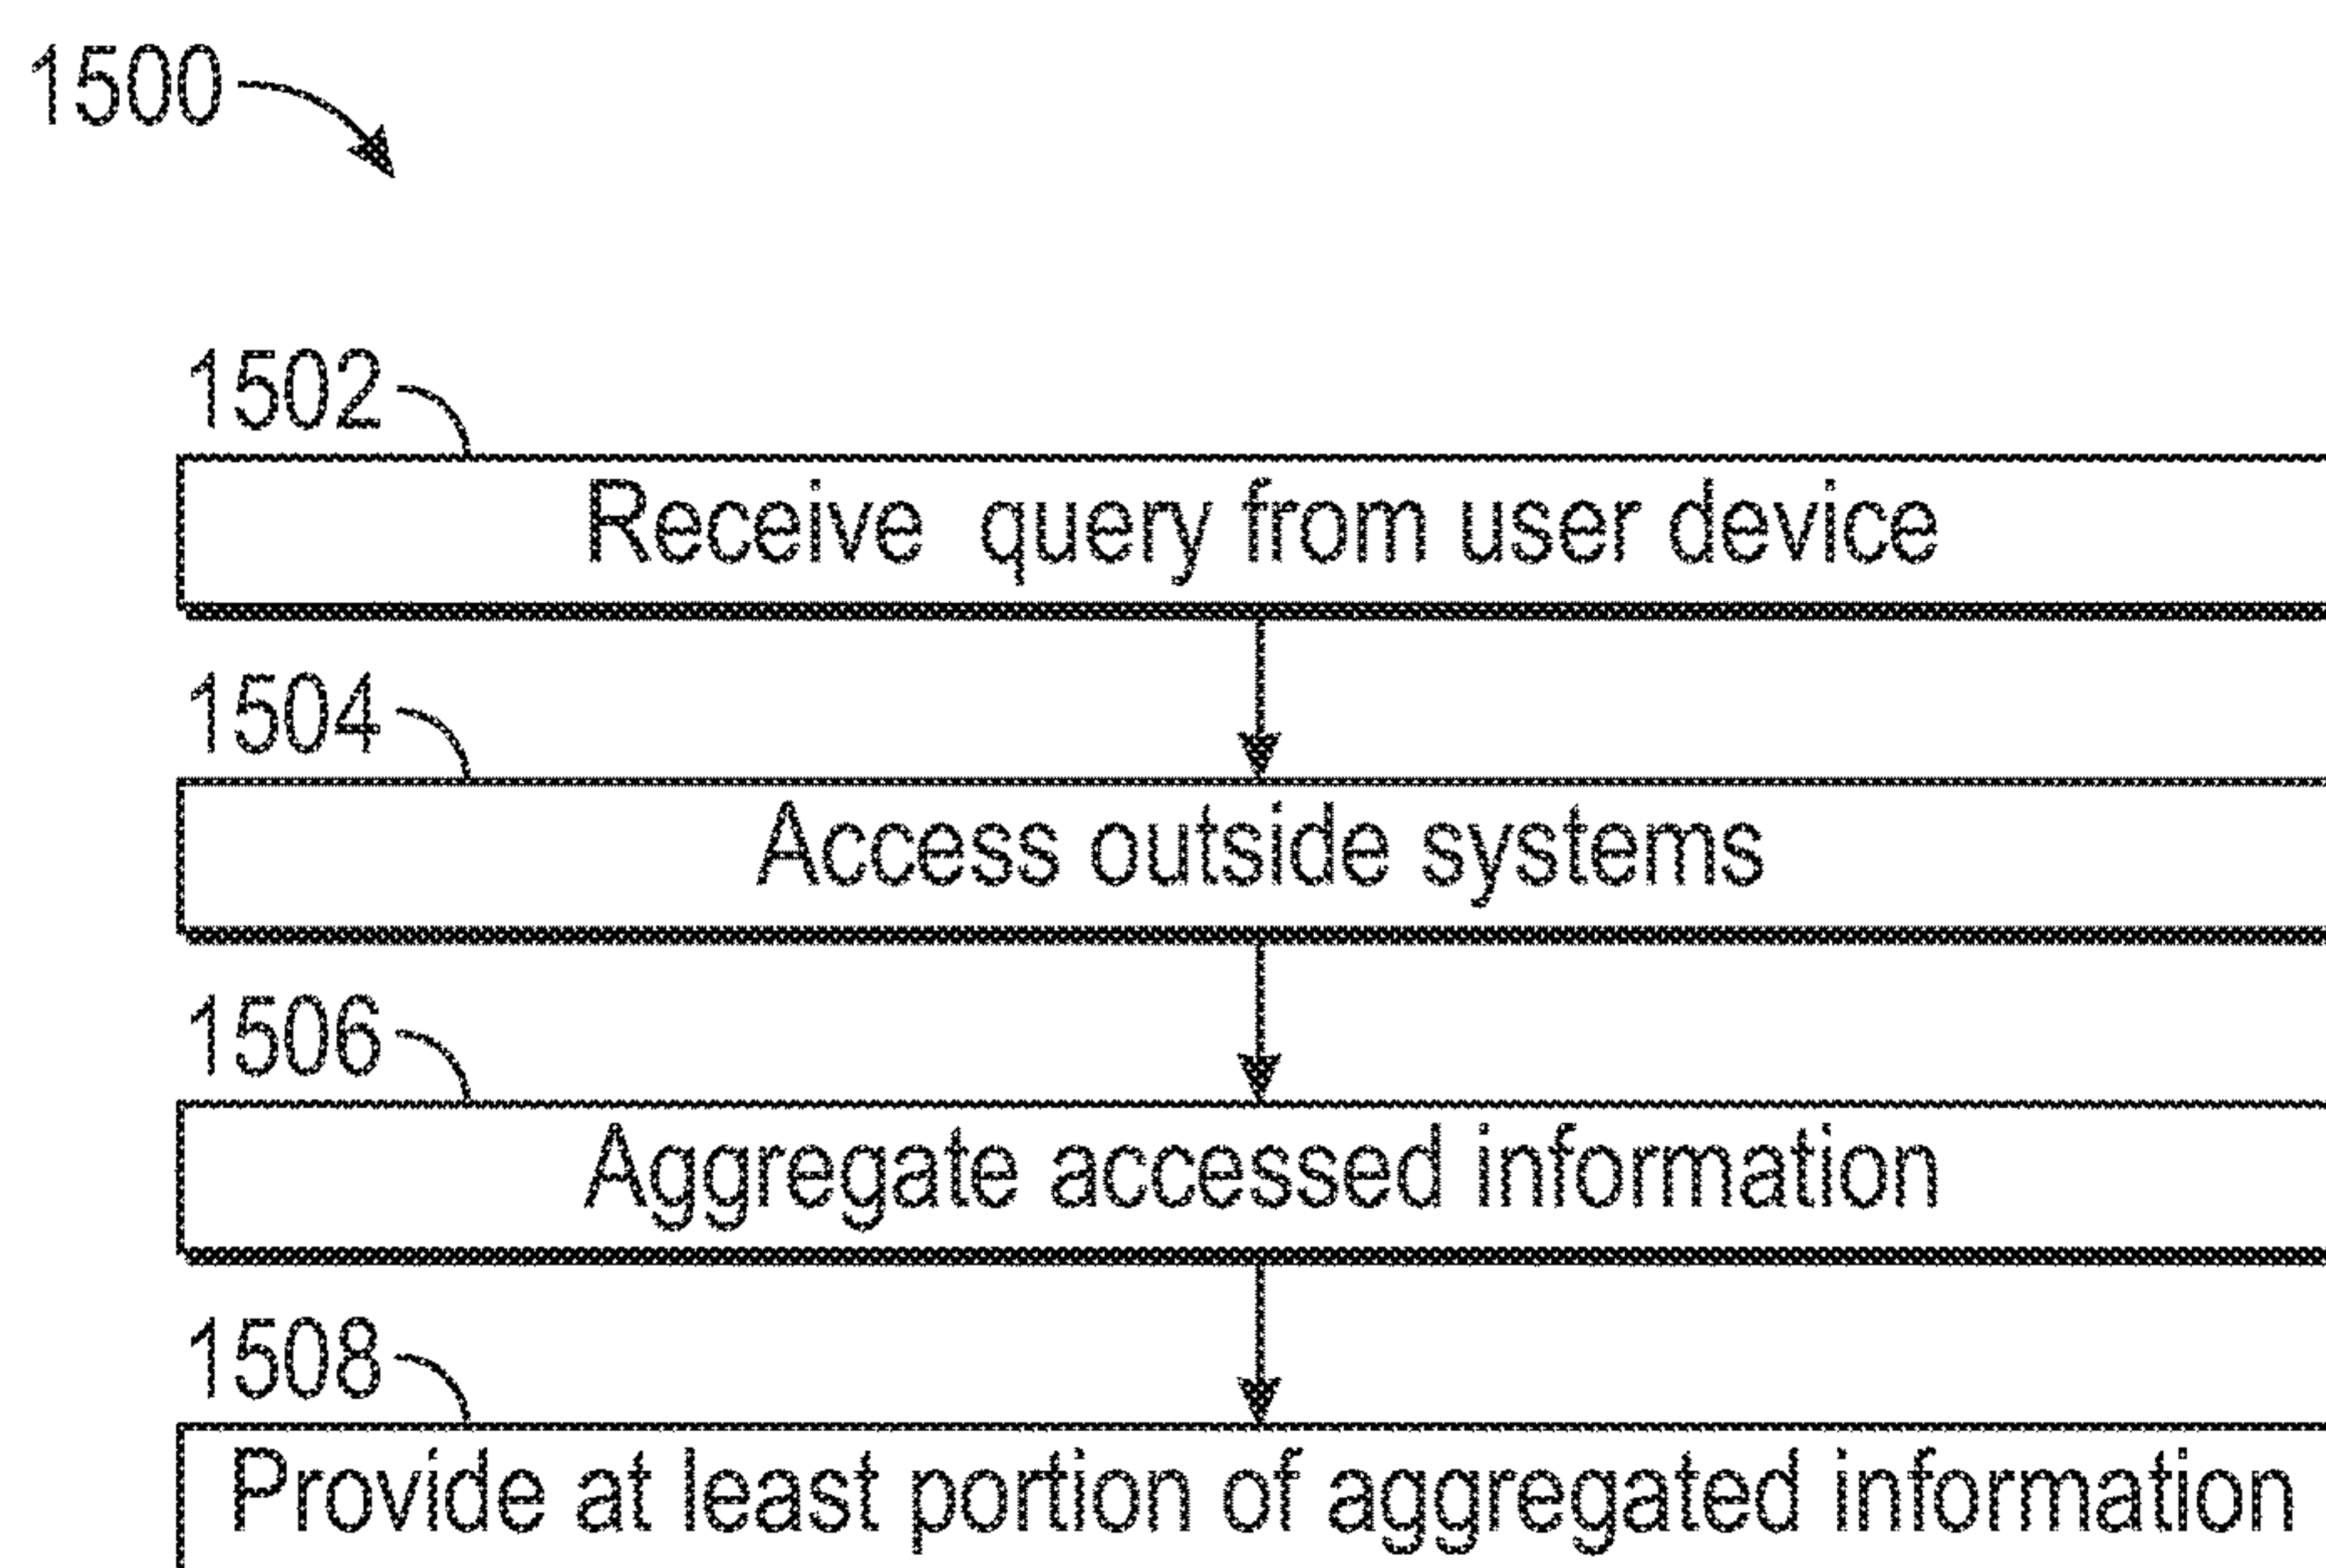 1500
1502
Receive query from user device
1504
Access outside systems
1506
Aggregate accessed information
1508
Provide at least portion of aggregated information